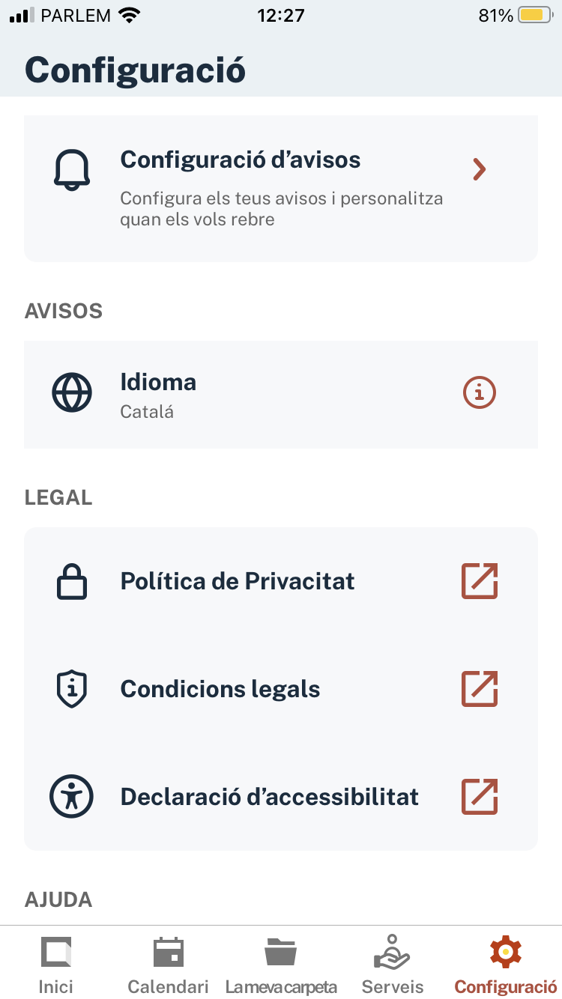 PARLEM 12:27 81%
Configuració
Configuració d’avisos
Configura els teus avisos i personalitza
quan els vols rebre
AVISOS
Idioma
Catalá
LEGAL
Política de Privacitat
Condicions legals
Declaració d’accessibilitat
AJUDA
Inici Calendari La meva carpeta Serveis Configuració